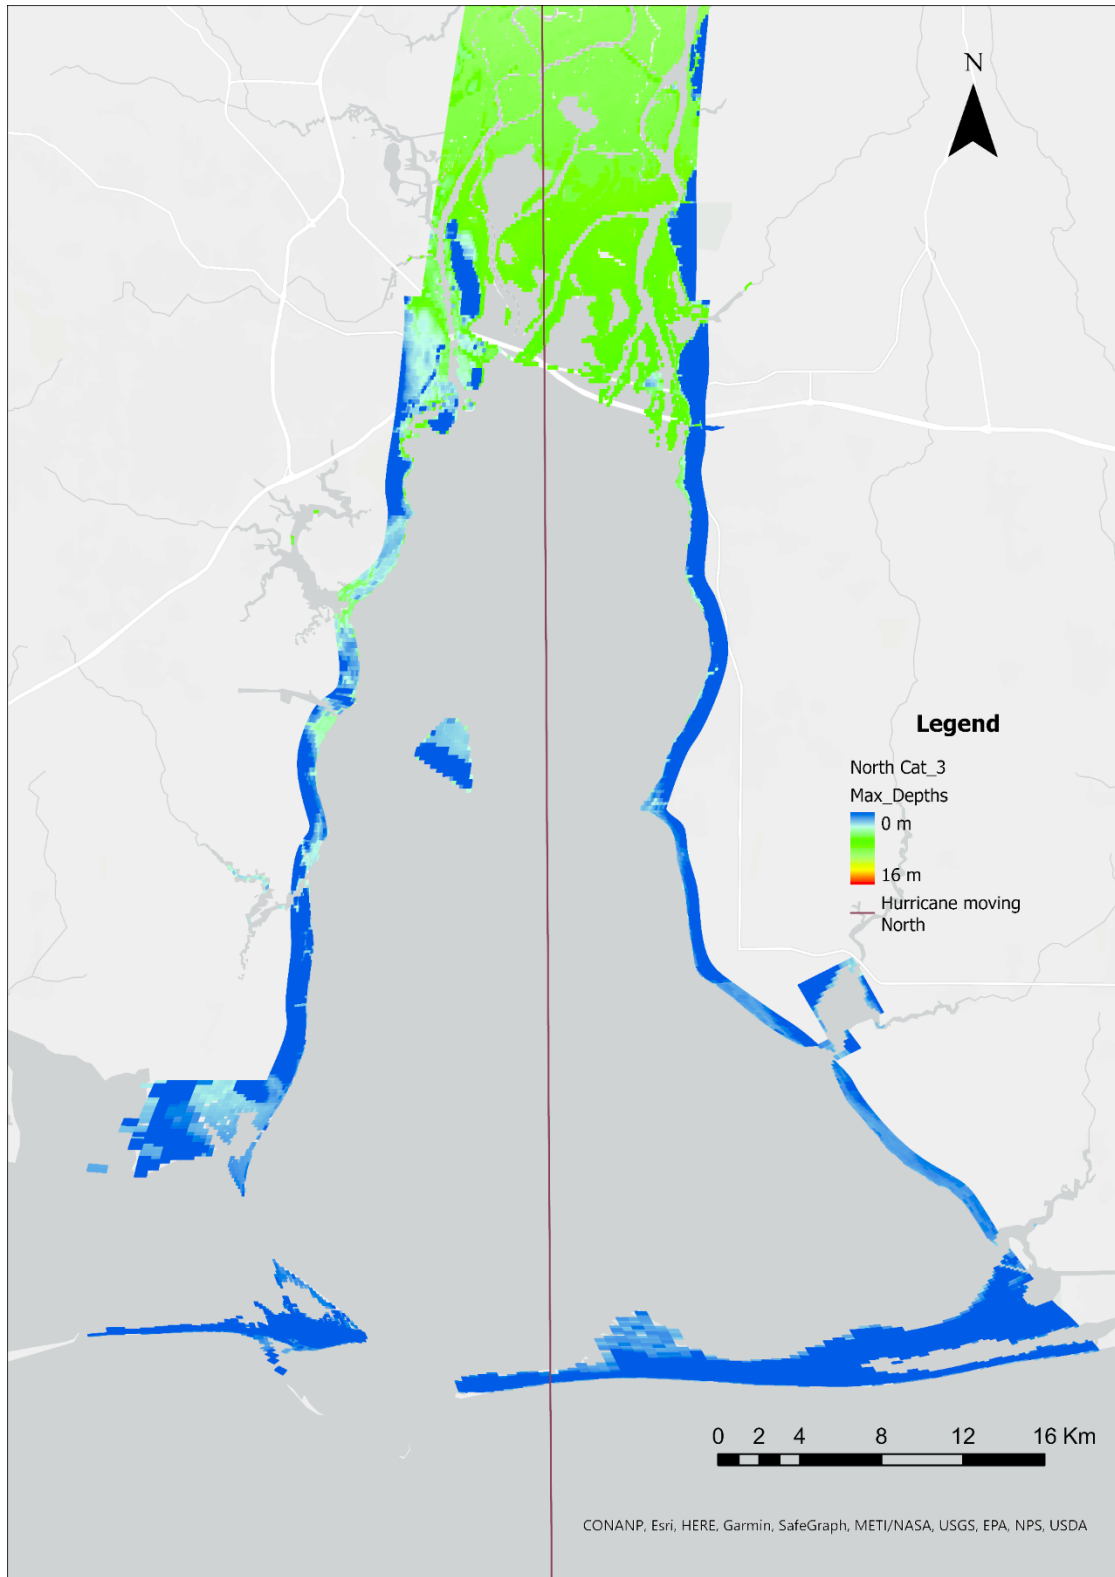 N
Legend
North Cat_3
Max_Depths
0 m
16 m
Hurricane moving
North
0 2 4 8 12 16 Km
CONANP, Esri, HERE, Garmin, SafeGraph, METI/NASA, USGS, EPA, NPS, USDA